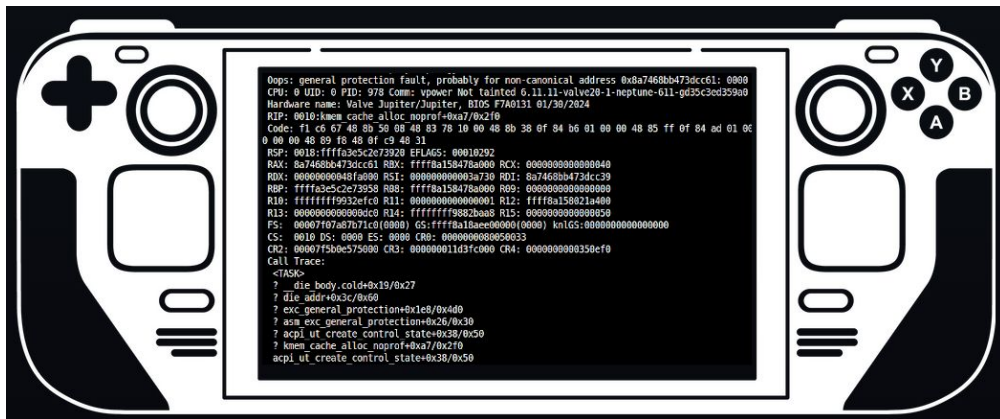 Oops: general protection fault, probably for non-canonical address 0x8a7468bb473dcc61: 0000
CPU: 0 UID: 0 PID: 978 Comm: vpower Not tainted 6.11.11-valve20-1-neptune-611-gd35c3ed359a0
Hardware name: Valve Jupiter/Jupiter, BIOS F7A0131 01/30/2024
RIP: 0010:kmem_cache_alloc_noprof+0xa7/0x2f0
Code: f1 c6 67 48 8b 50 08 48 83 78 10 00 48 8b 38 0f 84 b6 01 00 00 48 85 ff 0f 84 ad 01 00
0 00 00 48 89 f8 48 0f c9 48 31
RSP: 0018:ffffa3e5c2e73920 EFLAGS: 00010292
RAX: 8a7468bb473dcc61 RBX: ffff8a158478a000 RCX: 0000000000000040
RDX: 00000000048fa000 RSI: 000000000003a730 RDI: 8a7468bb473dcc39
RBP: ffffa3e5c2e73958 R08: ffff8a158478a000 R09: 0000000000000000
R10: ffffffff9932efc0 R11: 0000000000000001 R12: ffff8a158021a400
R13: 0000000000000dc0 R14: ffffffff9882baa8 R15: 0000000000000050
FS: 00007f07a87b71c0(0000) GS:ffff8a18aee00000(0000) knlGS:0000000000000000
CS: 0010 DS: 0000 ES: 0000 CR0: 0000000080050033
CR2: 00007f5b0e575000 CR3: 000000011d3fc000 CR4: 0000000000350ef0
Call Trace:
<TASK>
? __die_body.cold+0x19/0x27
? die_addr+0x3c/0x60
? exc_general_protection+0x1e8/0x4d0
? asm_exc_general_protection+0x26/0x30
? acpi_ut_create_control_state+0x38/0x50
? kmem_cache_alloc_noprof+0xa7/0x2f0
acpi_ut_create_control_state+0x38/0x50
Y
X
B
A